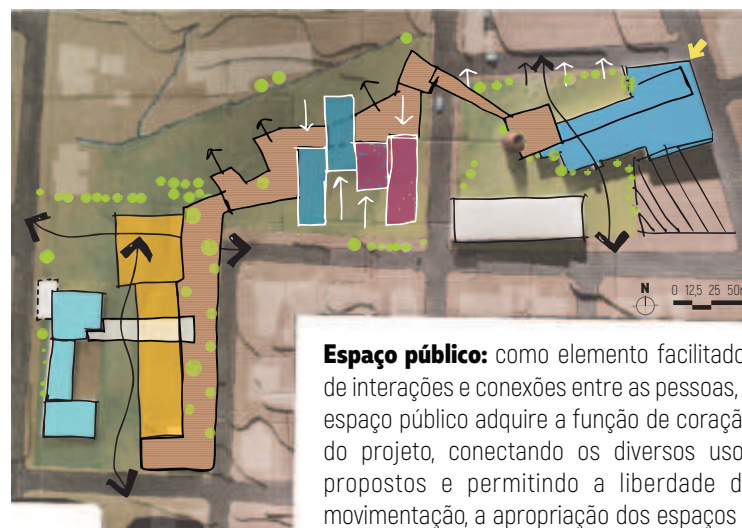 N 0 12,5 25 50m
Espaço público: como elemento facilitado
de interações e conexões entre as pessoas,
espaço público adquire a função de coraçã
do projeto, conectando os diversos uso
propostos e permitindo a liberdade d
movimentação, a apropriação dos espaços